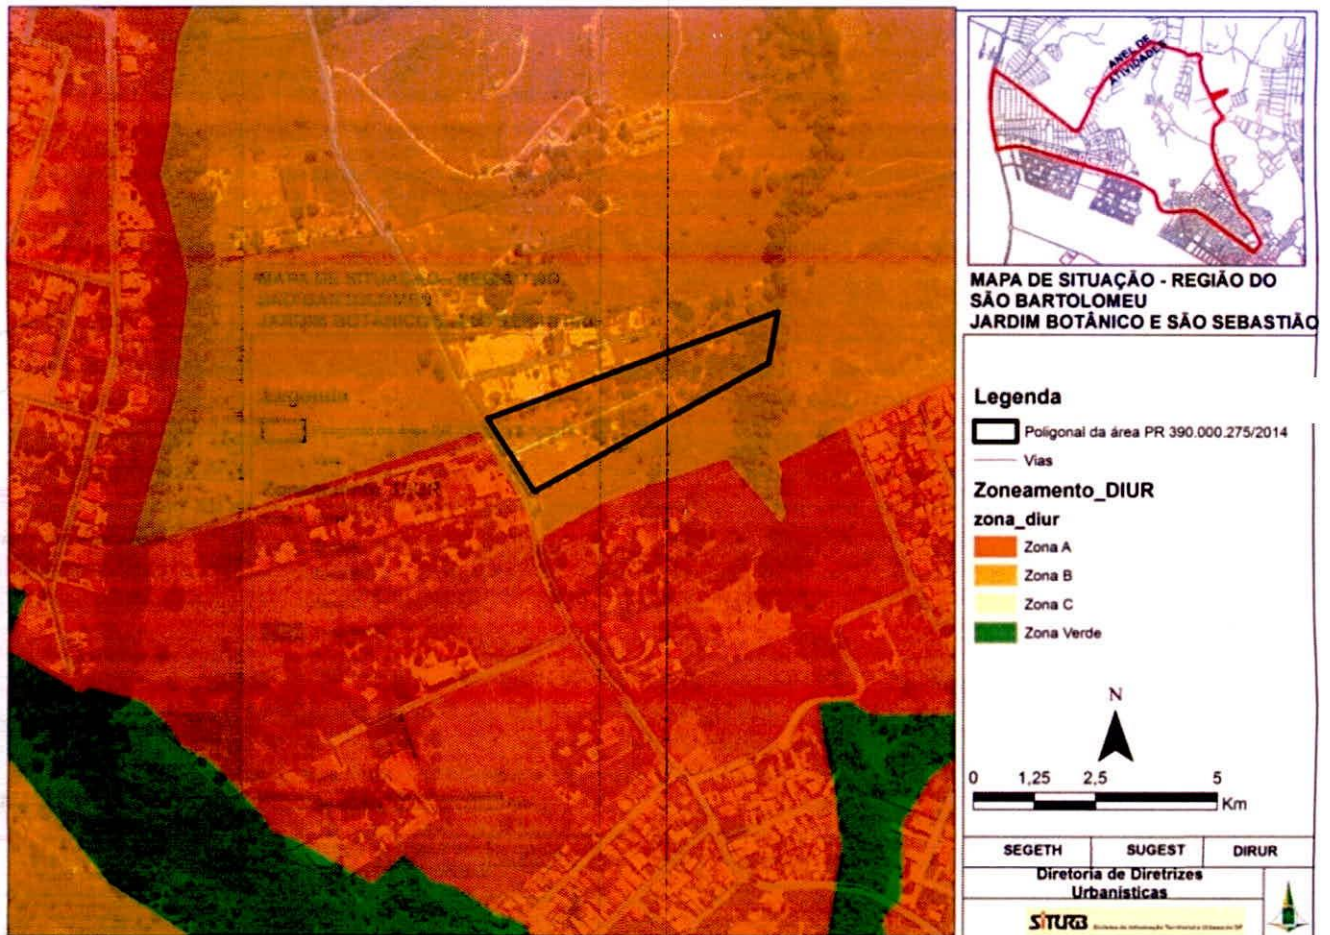 ANEL DE
ATIVIDADES
MAPA DE SITUAÇÃO - REGIÃO DO
SÃO BARTOLOMEU
JARDIM BOTÂNICO E SÃO SEBASTIÃO
Legenda
Poligonal da área PR 390.000.275/2014
Vias
Zoneamento_DIUR
zona_diur
Zona A
Zona B
Zona C
Zona Verde
N
0 1,25 2,5 5
Km
SEGETH SUGEST DIRUR
Diretoria de Diretrizes
Urbanísticas
SITURB